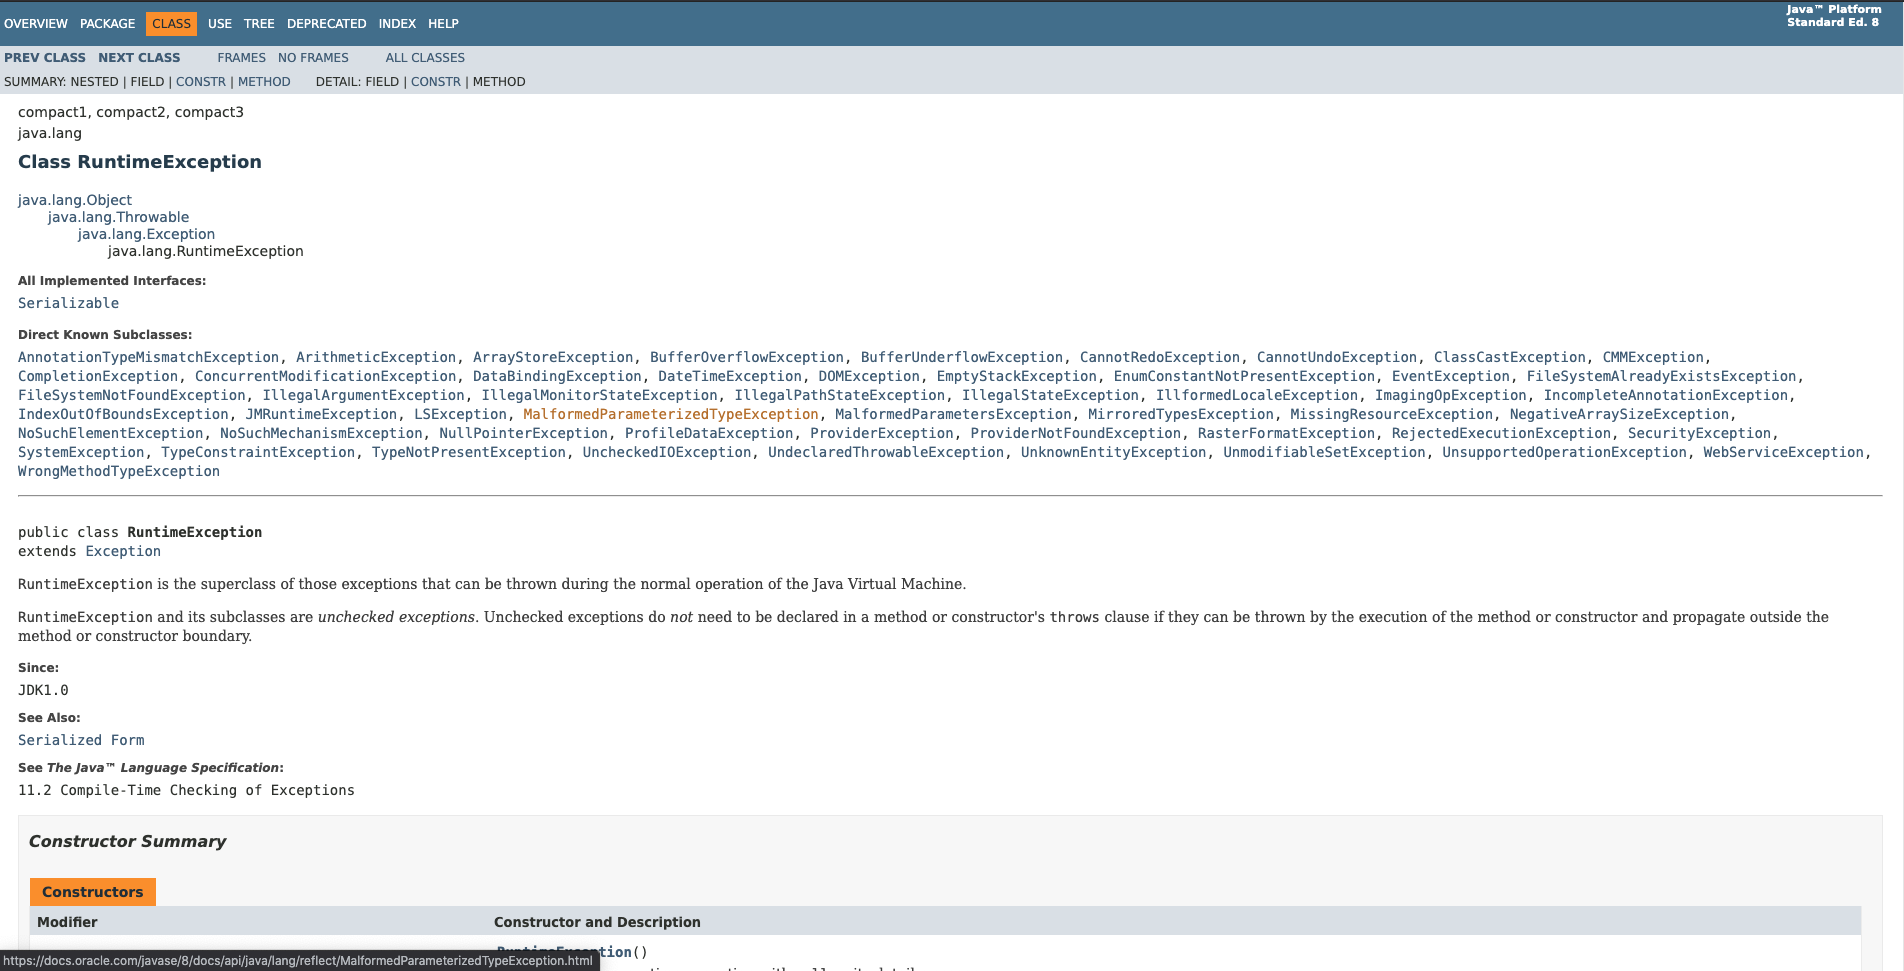 OVERVIEW PACKAGE CLASS USE TREE DEPRECATED INDEX HELP
Java™ Platform
Standard Ed. 8
PREV CLASS NEXT CLASS FRAMES NO FRAMES ALL CLASSES
SUMMARY: NESTED | FIELD | CONSTR | METHOD DETAIL: FIELD | CONSTR | METHOD
compact1, compact2, compact3
java.lang
Class RuntimeException
java.lang.Object
java.lang.Throwable
java.lang.Exception
java.lang.RuntimeException
All Implemented Interfaces:
Serializable
Direct Known Subclasses:
AnnotationTypeMismatchException, ArithmeticException, ArrayStoreException, BufferOverflowException, BufferUnderflowException, CannotRedoException, CannotUndoException, ClassCastException, CMMException,
CompletionException, ConcurrentModificationException, DataBindingException, DateTimeException, DOMException, EmptyStackException, EnumConstantNotPresentException, EventException, FileSystemAlreadyExistsException,
FileSystemNotFoundException, IllegalArgumentException, IllegalMonitorStateException, IllegalPathStateException, IllegalStateException, IllformedLocaleException, ImagingOpException, IncompleteAnnotationException,
IndexOutOfBoundsException, JMRuntimeException, LSException, MalformedParameterizedTypeException, MalformedParametersException, MirroredTypesException, MissingResourceException, NegativeArraySizeException,
NoSuchElementException, NoSuchMechanismException, NullPointerException, ProfileDataException, ProviderException, ProviderNotFoundException, RasterFormatException, RejectedExecutionException, SecurityException,
SystemException, TypeConstraintException, TypeNotPresentException, UncheckedIOException, UndeclaredThrowableException, UnknownEntityException, UnmodifiableSetException, UnsupportedOperationException, WebServiceException,
WrongMethodTypeException
public class RuntimeException
extends Exception
RuntimeException is the superclass of those exceptions that can be thrown during the normal operation of the Java Virtual Machine.
RuntimeException and its subclasses are unchecked exceptions. Unchecked exceptions do not need to be declared in a method or constructor's throws clause if they can be thrown by the execution of the method or constructor and propagate outside the
method or constructor boundary.
Since:
JDK1.0
See Also:
Serialized Form
See The Java™ Language Specification:
11.2 Compile-Time Checking of Exceptions
Constructor Summary
Constructors
Modifier Constructor and Description
RuntimeException()
https://docs.oracle.com/javase/8/docs/api/java/lang/reflect/MalformedParameterizedTypeException.html